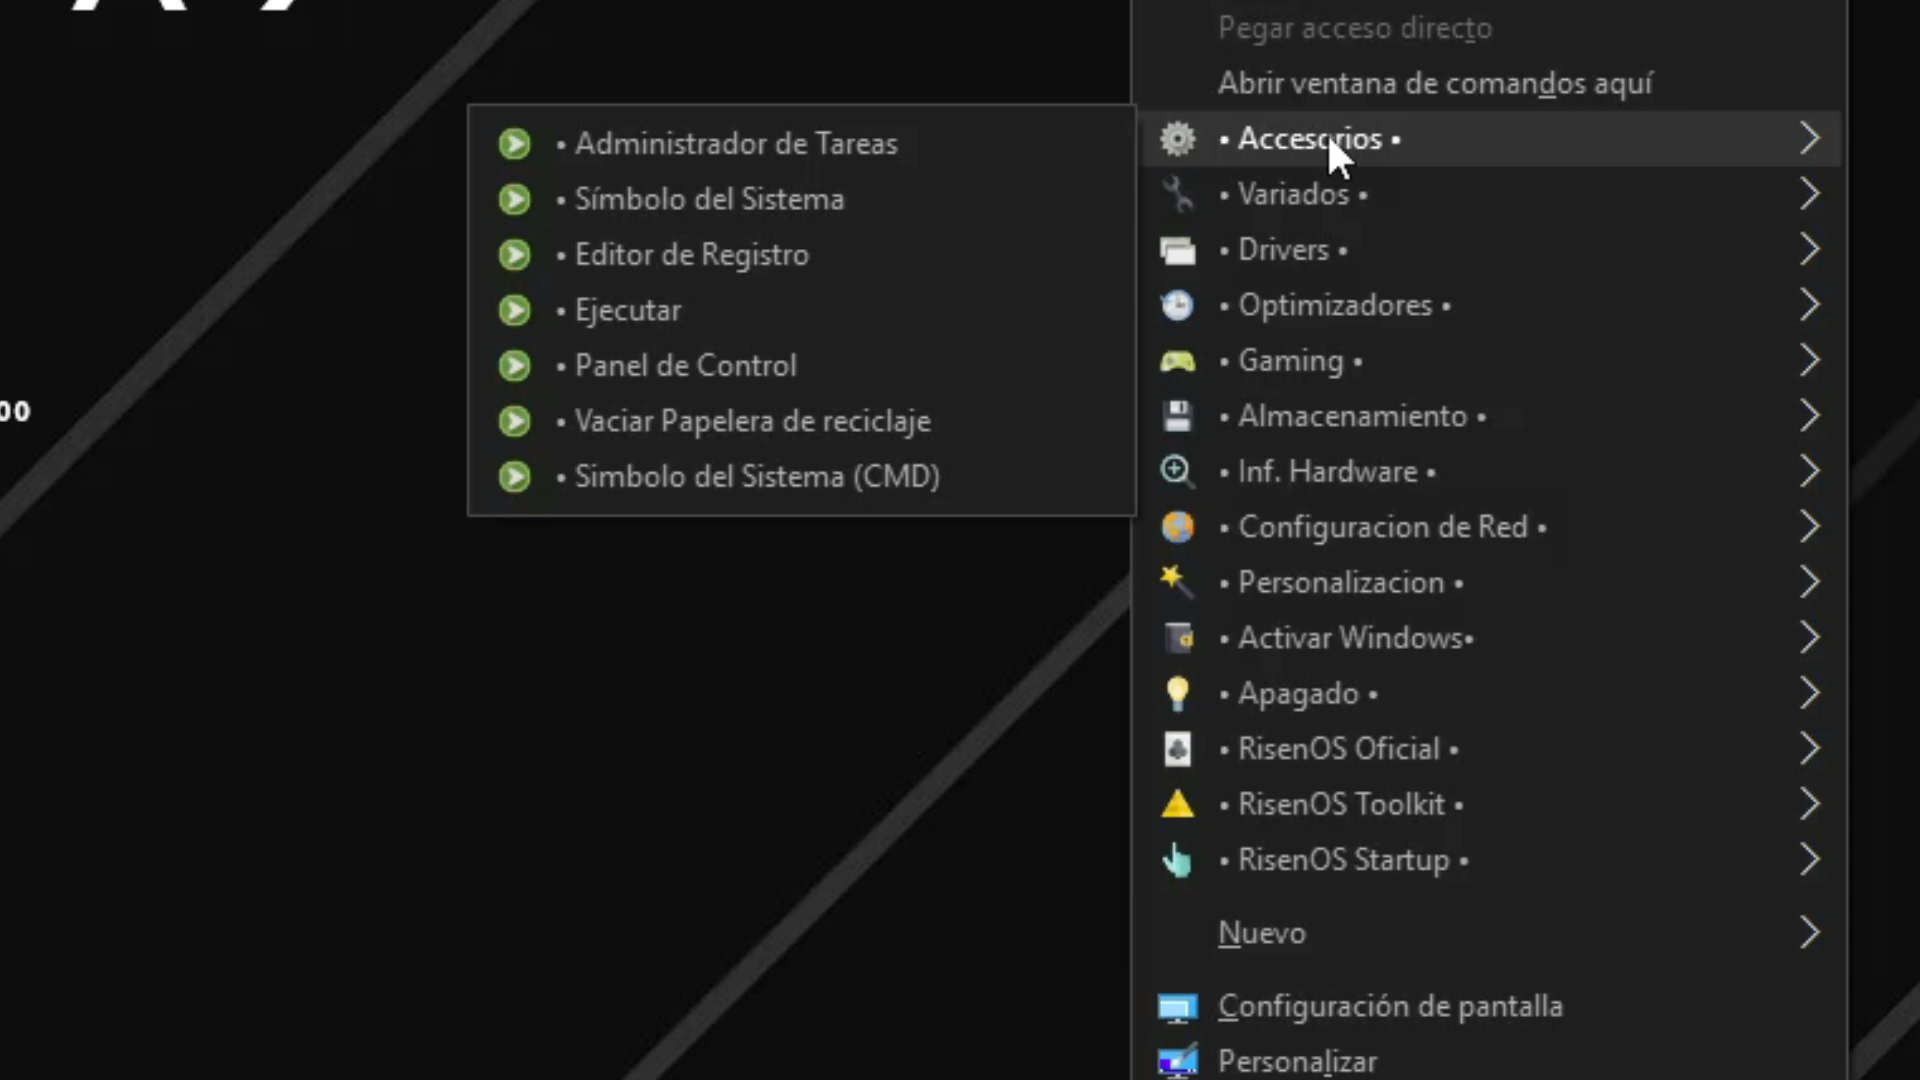 00
Pegar acceso directo
Abrir ventana de comandos aquí
• Accesorios •
• Administrador de Tareas
• Símbolo del Sistema
• Editor de Registro
• Ejecutar
• Panel de Control
• Vaciar Papelera de reciclaje
• Simbolo del Sistema (CMD)
• Variados •
• Drivers •
• Optimizadores •
• Gaming •
• Almacenamiento •
• Inf. Hardware •
• Configuracion de Red •
• Personalizacion •
• Activar Windows•
• Apagado •
• RisenOS Oficial •
• RisenOS Toolkit •
• RisenOS Startup •
Nuevo
Configuración de pantalla
Personalizar